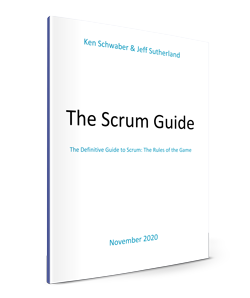 Ken Schwaber & Jeff Sutherland
The Scrum Guide
The Definitive Guide to Scrum: The Rules of the Game
November 2020